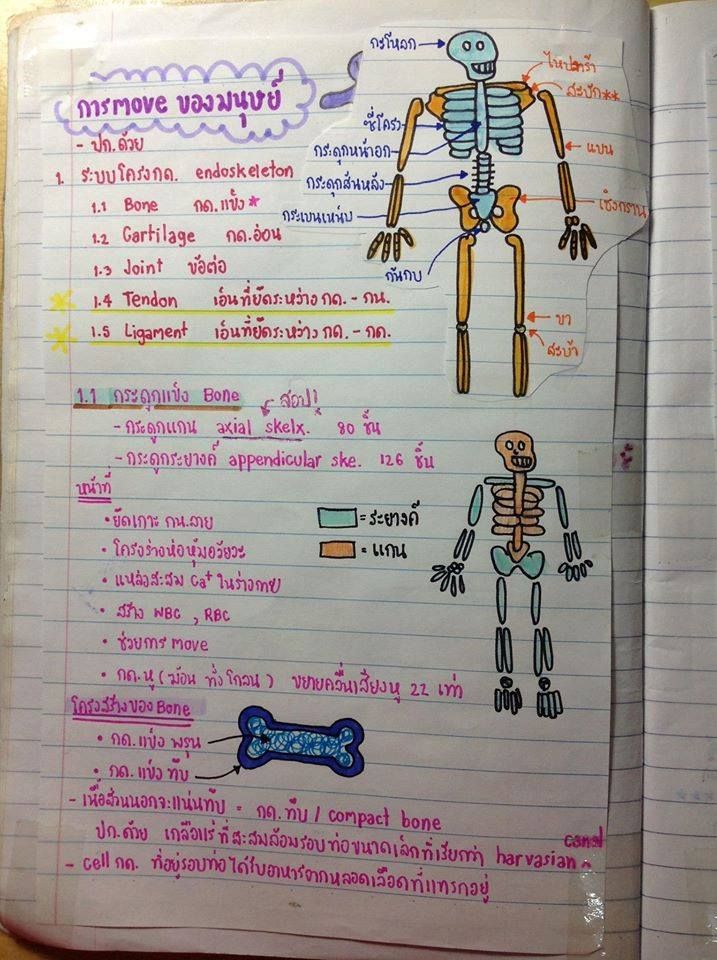 การmove ของมนุษย์
- ปก.ด้วย
1. ระบบโครงกด. endoskeleton
1.1 Bone กด.แข็ง*
1.2 Cartilage กด.อ่อน
1.3 Joint ข้อต่อ
1.4 Tendon เอ็นที่ยึดระหว่าง กด. - กน.
1.5 Ligament เอ็นที่ยึดระหว่าง กด. - กด.
กะโหลก
ไหปลาร้า
สะบัก**
ซี่โครง
กระดูกหน้าอก
แขน
กระดูกสันหลัง
กระเบนเหน็บ
เชิงกราน
ก้นกบ
ขา
สะบ้า
1.1 กระดูกแข็ง Bone
สอบ!
- กระดูกแกน axial skelx. 80 ชิ้น
- กระดูกระยางค์ appendicular ske. 126 ชิ้น
หน้าที่
• ยึดเกาะ กน.ลาย
• โครงร่างห่อหุ้มอวัยวะ
• แหล่งสะสม Ca+ ในร่างกาย
• สร้าง WBC , RBC
• ช่วยการ move
• กด.หู (ฆ้อน ทั่ง โกลน) ขยายคลื่นเสียงหู 22 เท่า
= ระยางค์
= แกน
โครงสร้างของ Bone
• กด.แข็ง พรุน
• กด.แข็ง ทึบ
- เนื้อส่วนนอกจะแน่นทึบ = กด.ทึบ / compact bone
ปก.ด้วย เกลือแร่ที่สะสมล้อมรอบท่อขนาดเล็กที่เรียกว่า harvasian canal
- cell กด. ที่อยู่รอบท่อได้รับอาหารจากหลอดเลือดที่แทรกอยู่